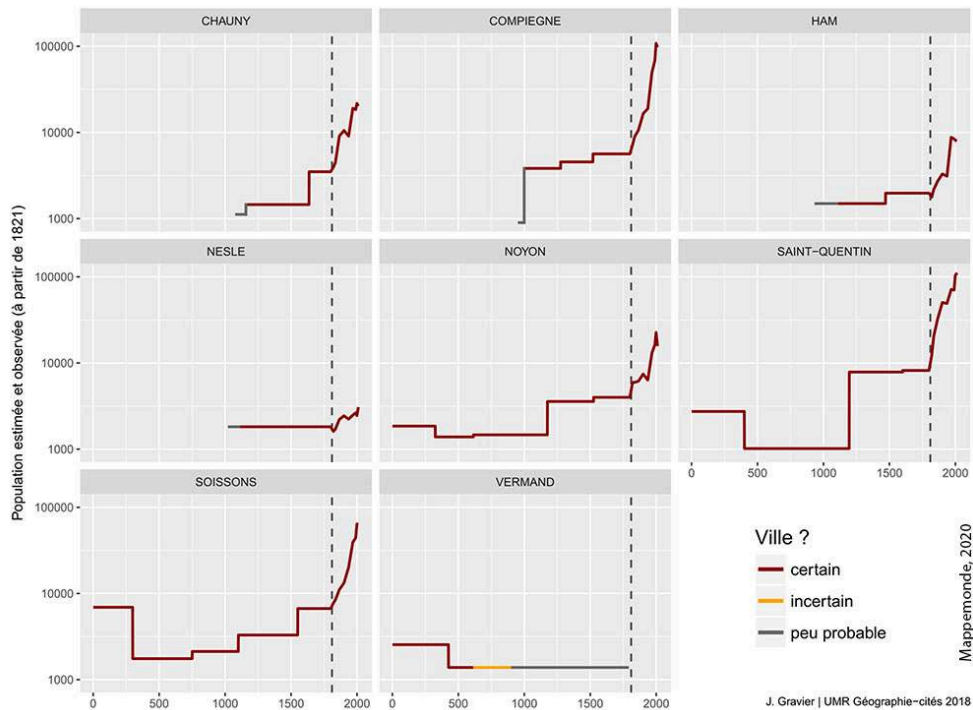 CHAUNY
COMPIEGNE
HAM
100000
10000
1000
NESLE
NOYON
SAINT-QUENTIN
100000
10000
1000
0 500 1000 1500 2000
SOISSONS
VERMAND
100000
10000
1000
0 500 1000 1500 2000
0 500 1000 1500 2000
Population estimée et observée (à partir de 1821)
Ville ?
certain
incertain
peu probable
Mappemonde, 2020
J. Gravier | UMR Géographie-cités 2018